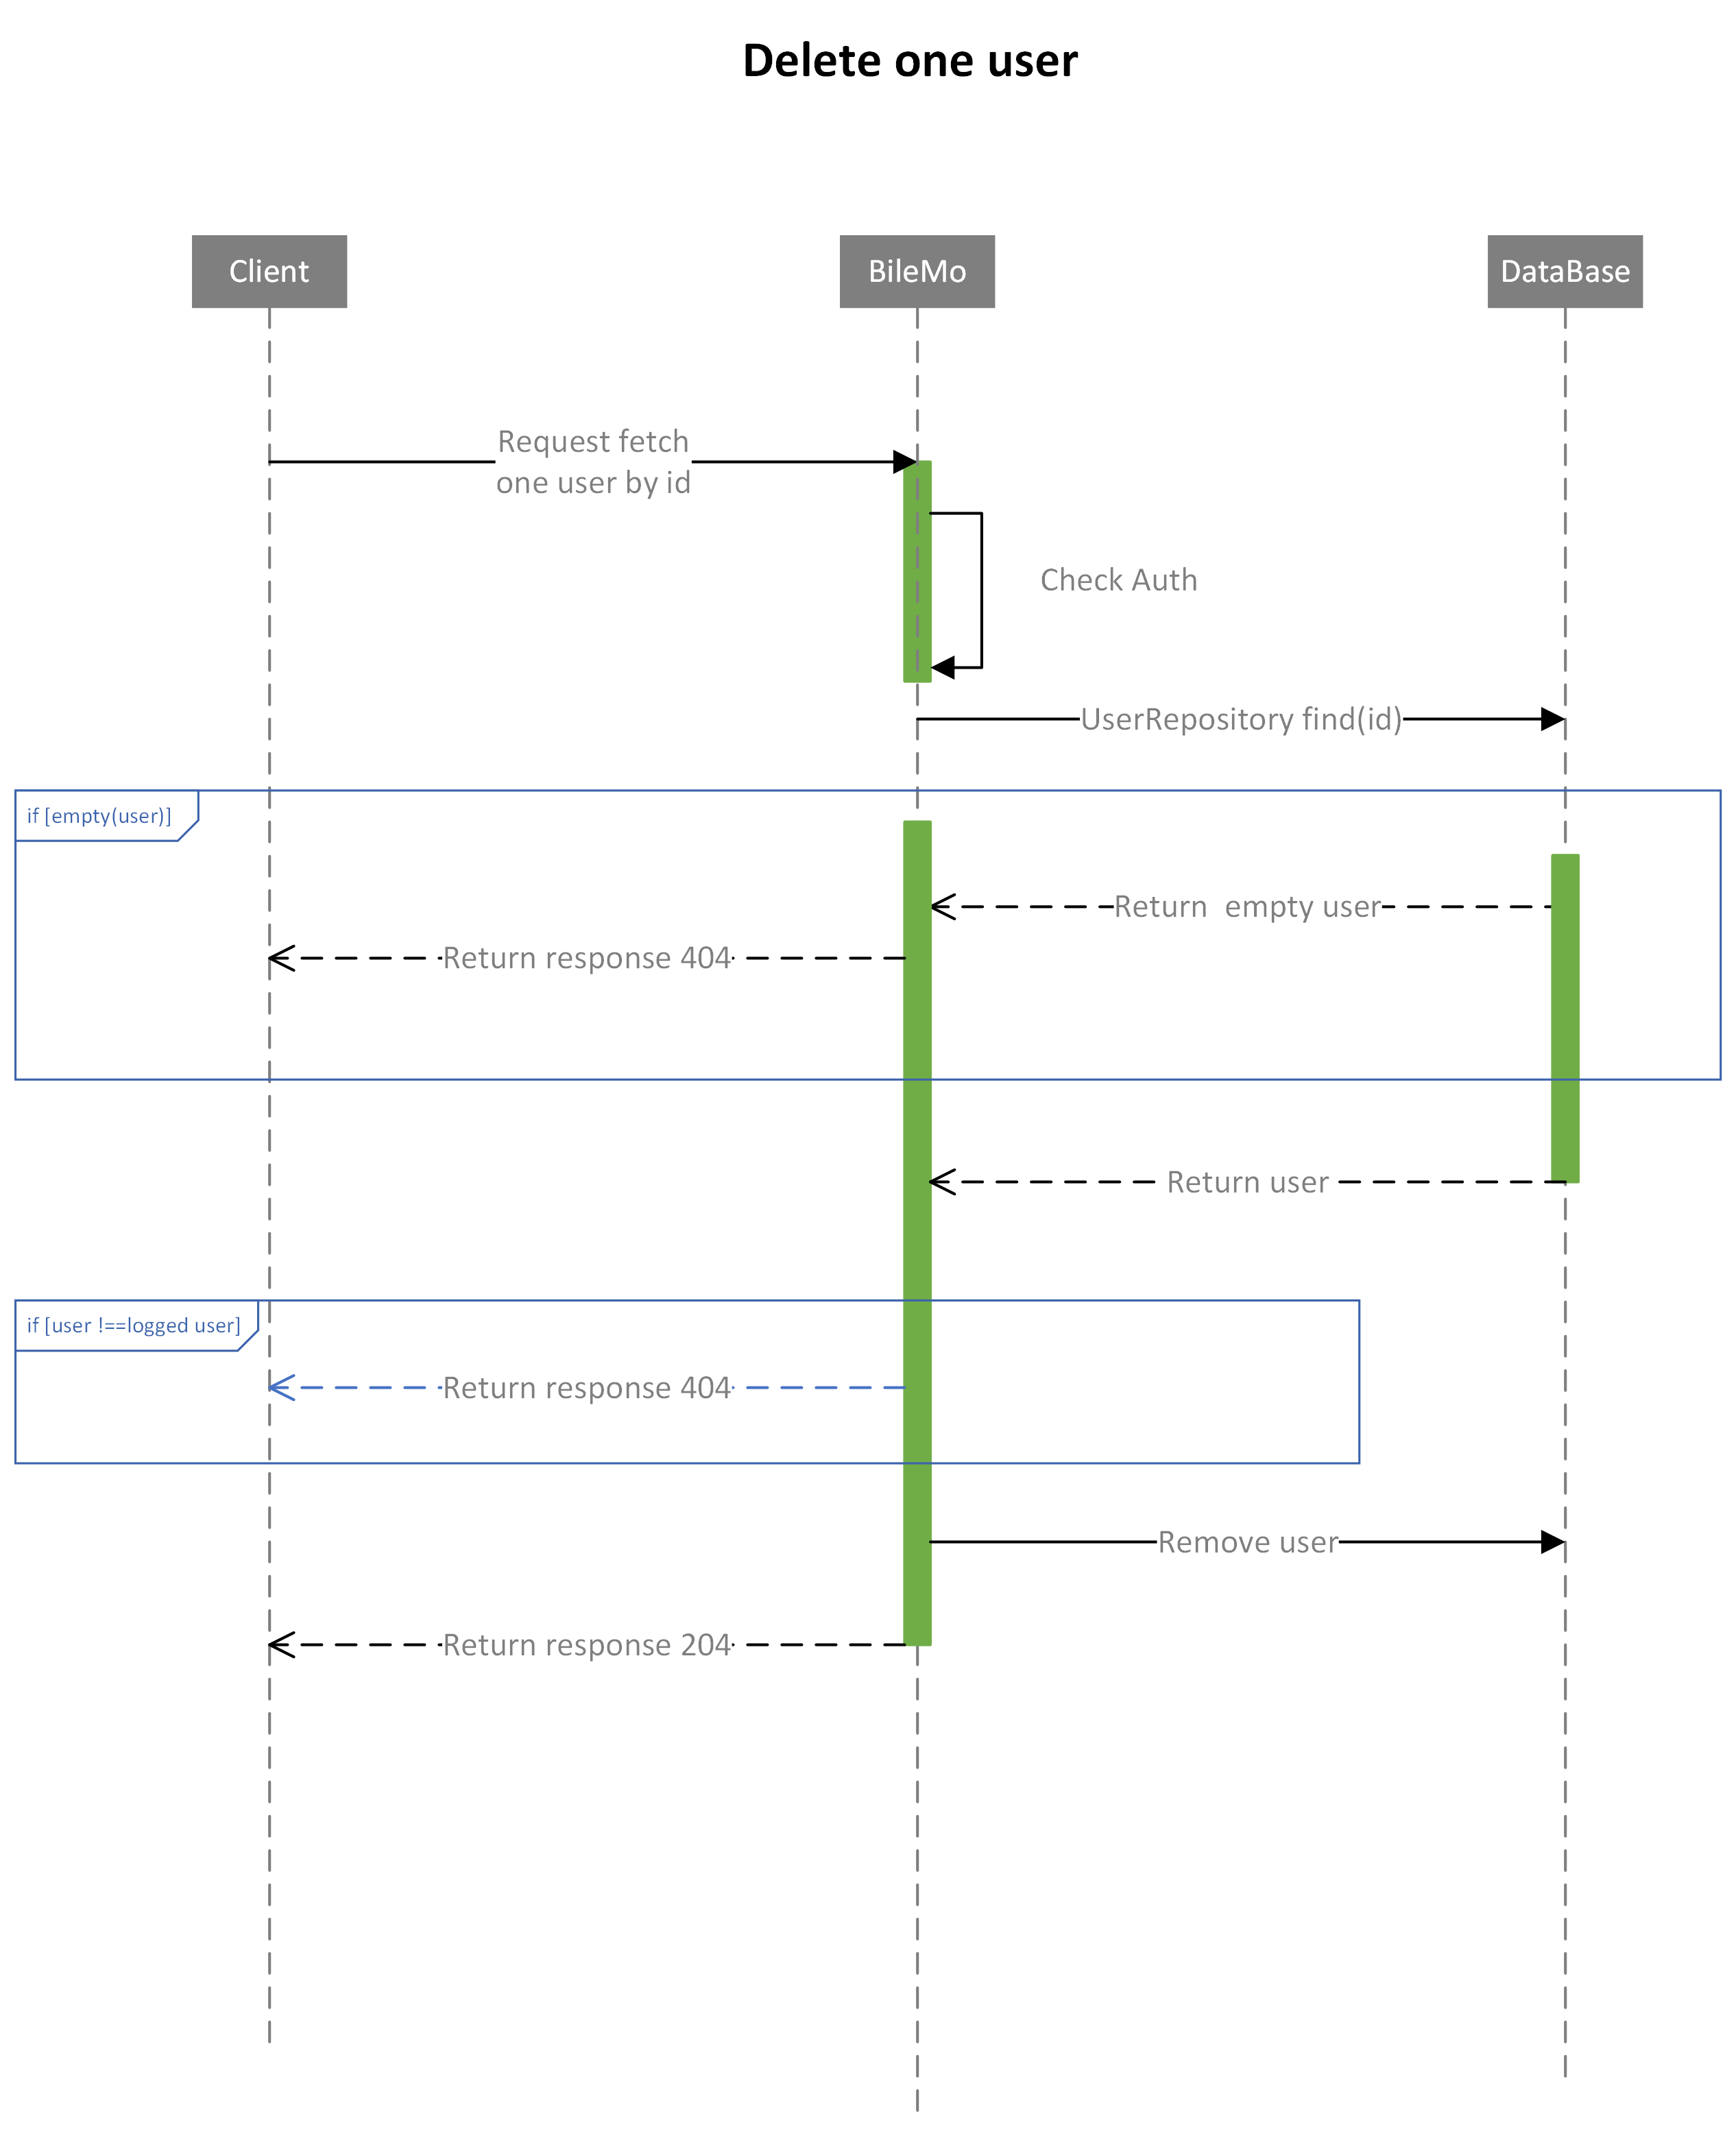 Delete one user
Client
BileMo
DataBase
Request fetch
one user by id
Check Auth
UserRepository find(id)
if [empty(user)]
Return  empty user
Return response 404
Return user
if [user !==logged user]
Return response 404
Remove user
Return response 204